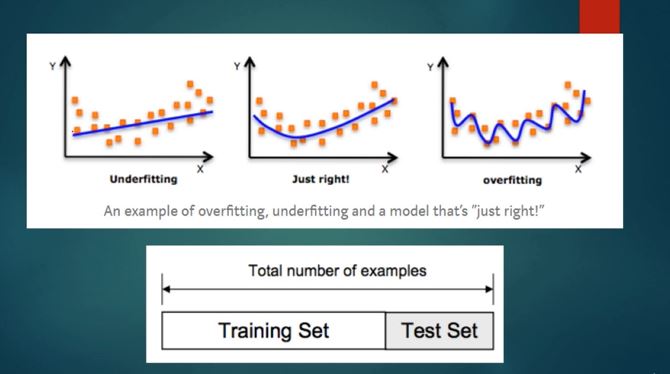 Y
X
Underfitting
Y
X
Just right!
Y
X
overfitting
An example of overfitting, underfitting and a model that's "just right!"
Total number of examples
Training Set
Test Set